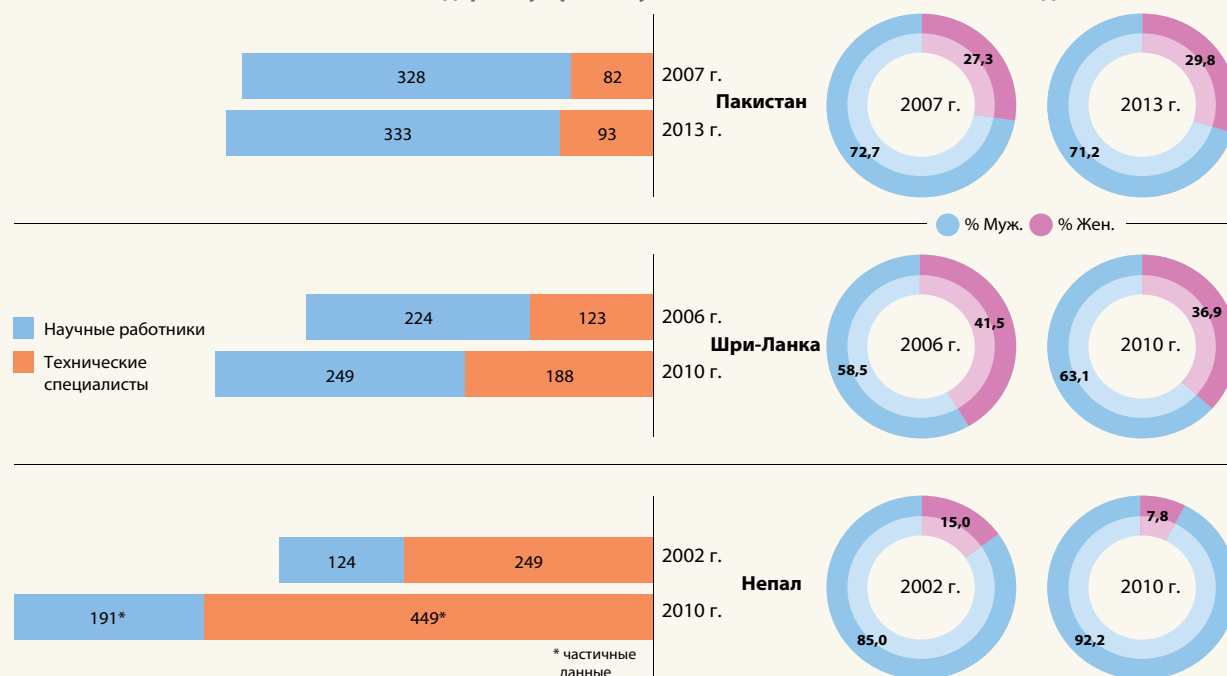 328
82
2007 г.
333
93
2013 г.
Пакистан
27,3
2007 г.
72,7
29,8
2013 г.
71,2
% Муж.
% Жен.
Научные работники
Технические
специалисты
224
123
2006 г.
249
188
2010 г.
Шри-Ланка
41,5
2006 г.
58,5
36,9
2010 г.
63,1
124
249
2002 г.
191*
449*
2010 г.
* частичные
данные
Непал
15,0
2002 г.
85,0
7,8
2010 г.
92,2